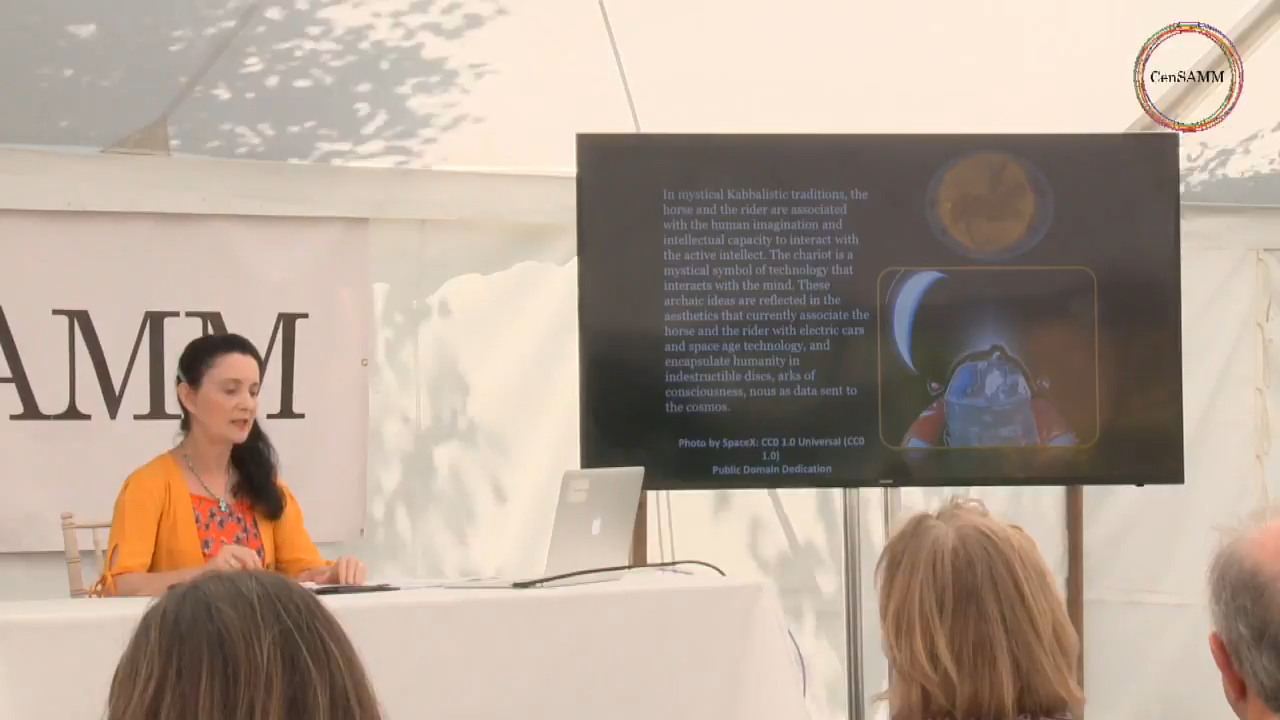 CenSAMM
In mystical Kabbalistic traditions, the
horse and the rider are associated
with the human imagination and
intellectual capacity to interact with
the active intellect. The chariot is a
mystical symbol of technology that
interacts with the mind. These
archaic ideas are reflected in the
aesthetics that currently associate the
horse and the rider with electric cars
and space age technology, and
encapsulate humanity in
indestructible discs, arks of
consciousness, nous as data sent to
the cosmos.
Photo by SpaceX: CC0 1.0 Universal (CC0
1.0)
Public Domain Dedication
AMM